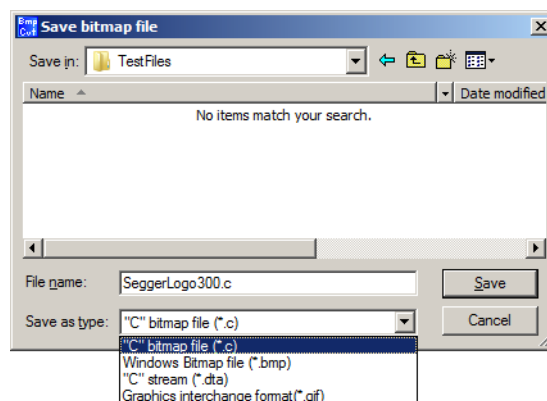 Bmp Cvt Save bitmap file
Save in: TestFiles
Name Date modified
No items match your search.
File name: SeggerLogo300.c Save
Save as type: "C" bitmap file (*.c) Cancel
"C" bitmap file (*.c)
Windows Bitmap file (*.bmp)
"C" stream (*.dta)
Graphics interchange format(*.gif)